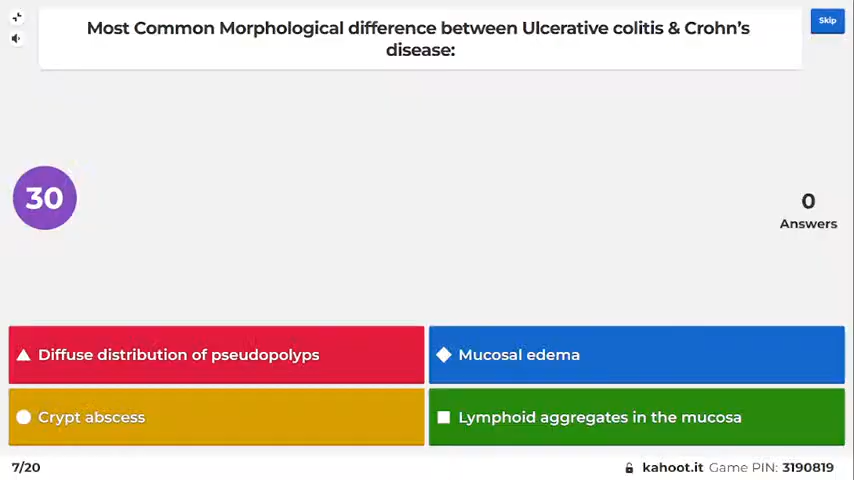 Skip
Most Common Morphological difference between Ulcerative colitis & Crohn's
disease:
30
0
Answers
Diffuse distribution of pseudopolyps
Mucosal edema
Crypt abscess
Lymphoid aggregates in the mucosa
7/20
kahoot.it Game PIN: 3190819